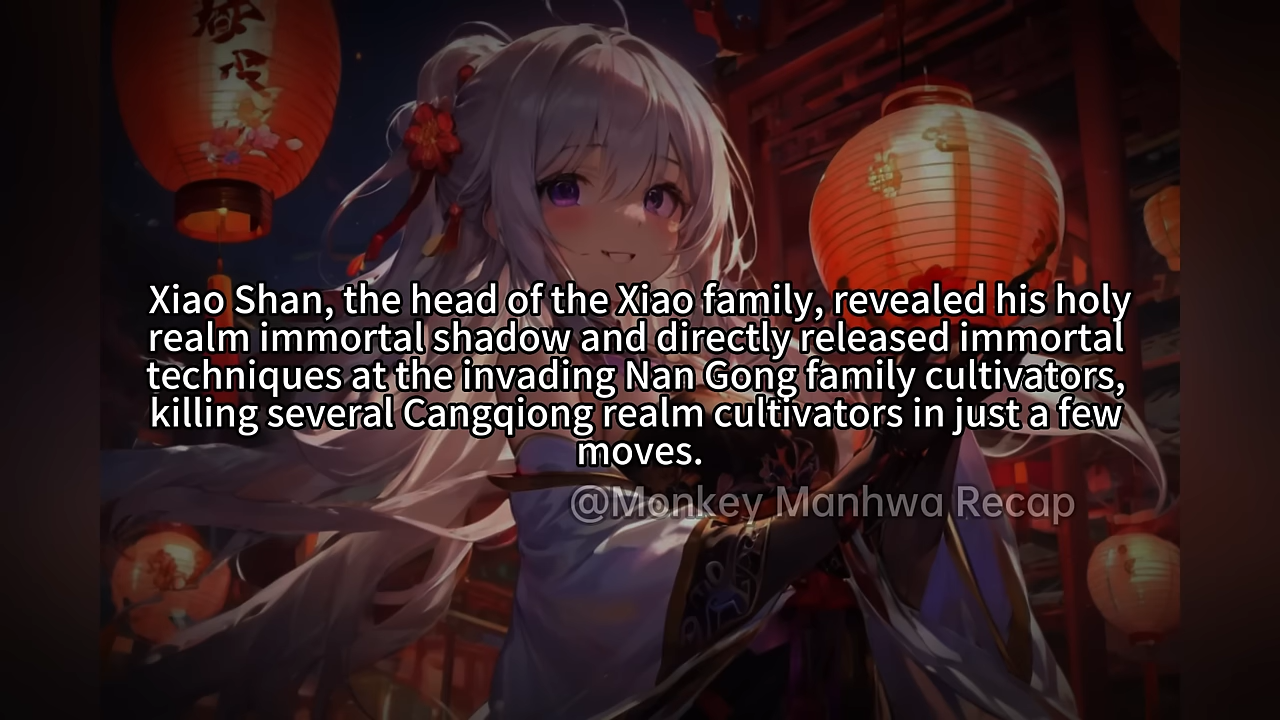 Xiao Shan, the head of the Xiao family, revealed his holy
realm immortal shadow and directly released immortal
techniques at the invading Nan Gong family cultivators,
killing several Cangqiong realm cultivators in just a few
moves.
@Monkey Manhwa Recap